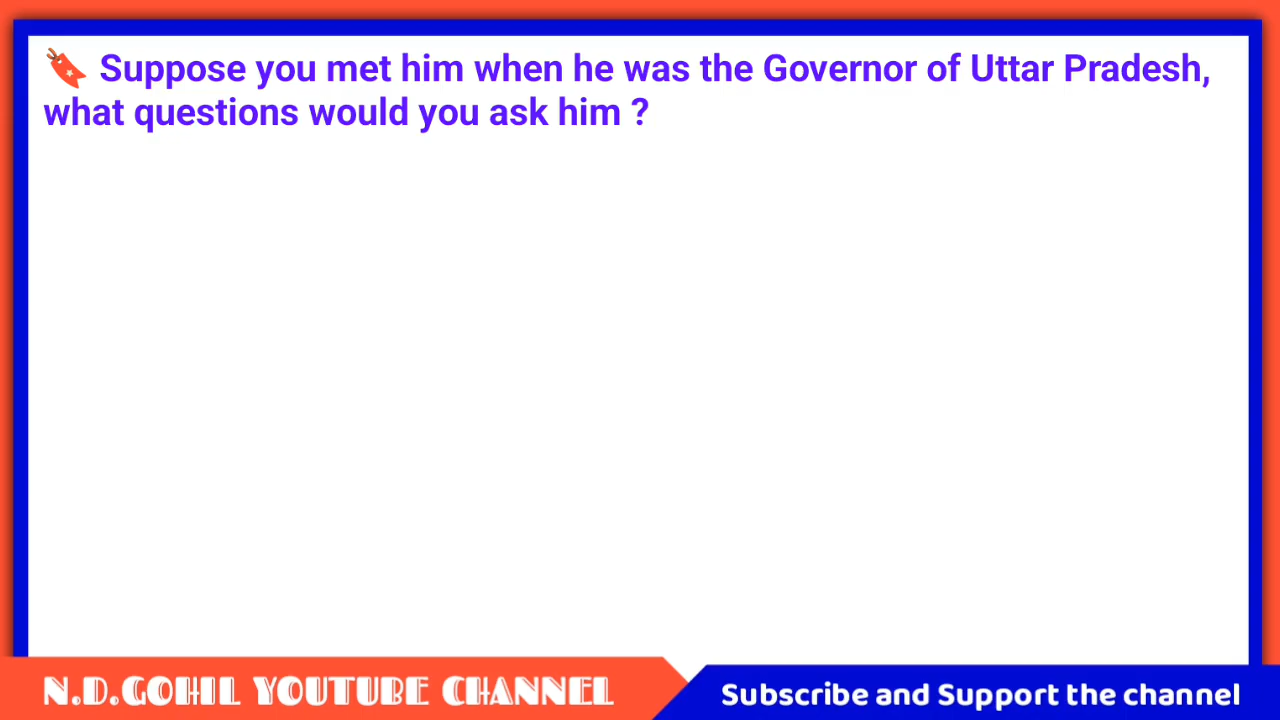 🔖 Suppose you met him when he was the Governor of Uttar Pradesh,
what questions would you ask him ?
N.D.GOHIL YOUTUBE CHANNEL
Subscribe and Support the channel